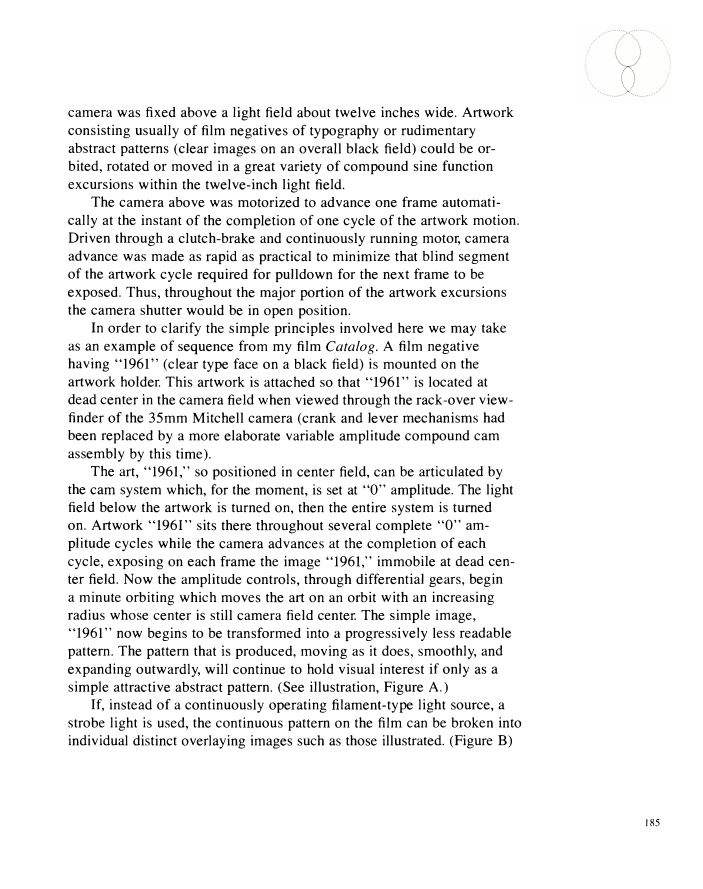 camera was fixed above a light field about twelve inches wide. Artwork
consisting usually of film negatives of typography or rudimentary
abstract patterns (clear images on an overall black field) could be or-
bited, rotated or moved in a great variety of compound sine function
excursions within the twelve-inch light field.
The camera above was motorized to advance one frame automati-
cally at the instant of the completion of one cycle of the artwork motion.
Driven through a clutch-brake and continuously running motor, camera
advance was made as rapid as practical to minimize that blind segment
of the artwork cycle required for pulldown for the next frame to be
exposed. Thus, throughout the major portion of the artwork excursions
the camera shutter would be in open position.
In order to clarify the simple principles involved here we may take
as an example of sequence from my film Catalog. A film negative
having “1961” (clear type face on a black field) is mounted on the
artwork holder. This artwork is attached so that “1961” is located at
dead center in the camera field when viewed through the rack-over view-
finder of the 35mm Mitchell camera (crank and lever mechanisms had
been replaced by a more elaborate variable amplitude compound cam
assembly by this time).
The art, “1961,” so positioned in center field, can be articulated by
the cam system which, for the moment, is set at “0” amplitude. The light
field below the artwork is turned on, then the entire system is turned
on. Artwork “1961” sits there throughout several complete “0” am-
plitude cycles while the camera advances at the completion of each
cycle, exposing on each frame the image “1961,” immobile at dead cen-
ter field. Now the amplitude controls, through differential gears, begin
a minute orbiting which moves the art on an orbit with an increasing
radius whose center is still camera field center. The simple image,
“1961” now begins to be transformed into a progressively less readable
pattern. The pattern that is produced, moving as it does, smoothly, and
expanding outwardly, will continue to hold visual interest if only as a
simple attractive abstract pattern. (See illustration, Figure A.)
If, instead of a continuously operating filament-type light source, a
strobe light is used, the continuous pattern on the film can be broken into
individual distinct overlaying images such as those illustrated. (Figure B)
185